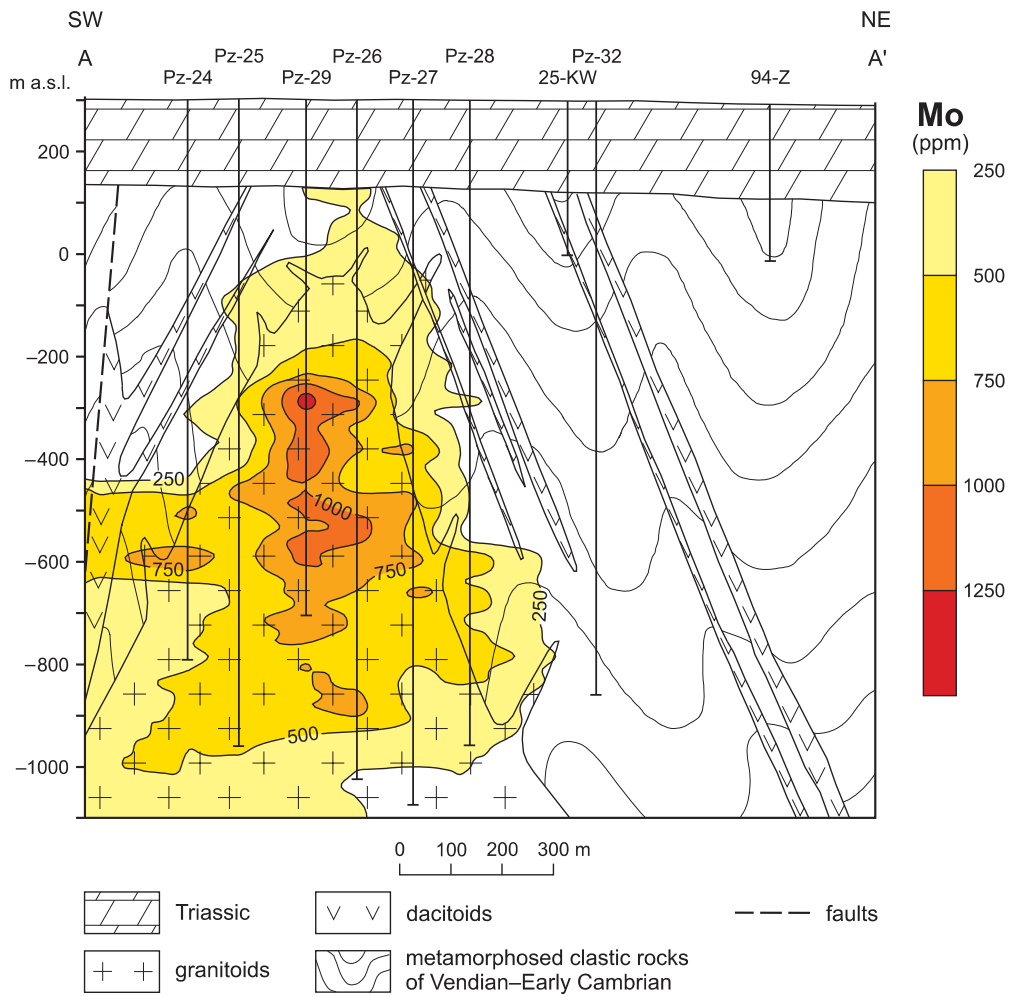 SW NE
A A'
Pz-25 Pz-26 Pz-28 Pz-32
Pz-24 Pz-29 Pz-27 25-KW 94-Z
m a.s.l.
200
0
–200
–400
–600
–800
–1000
250
1000
750
750
250
500
Mo
(ppm)
250
500
750
1000
1250
0 100 200 300 m
Triassic
dacitoids
faults
granitoids
metamorphosed clastic rocks
of Vendian–Early Cambrian